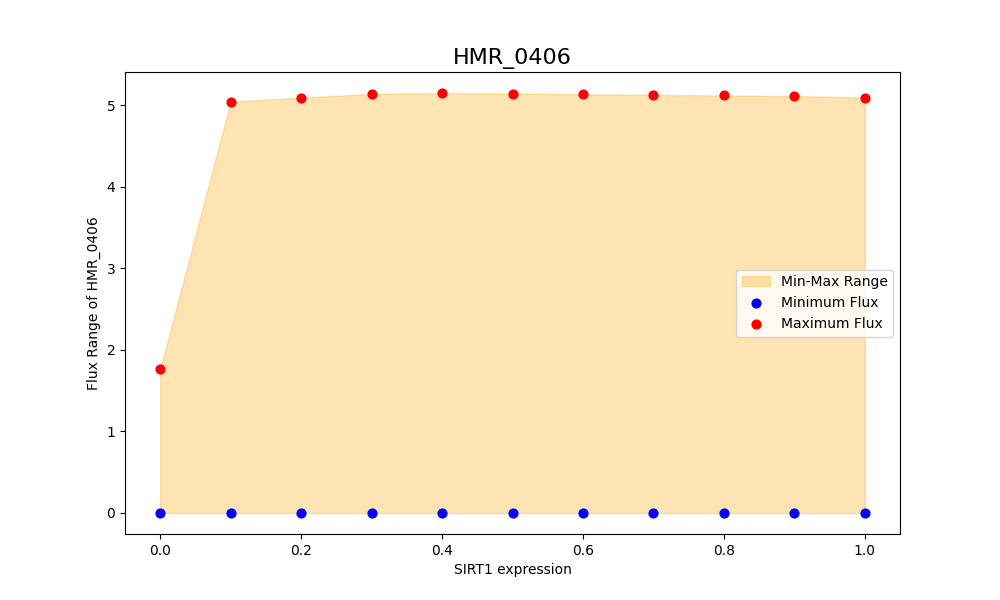 HMR_0406
Flux Range of HMR_0406
5
4
3
2
1
0
Min-Max Range
Minimum Flux
Maximum Flux
0.0 0.2 0.4 0.6 0.8 1.0
SIRT1 expression